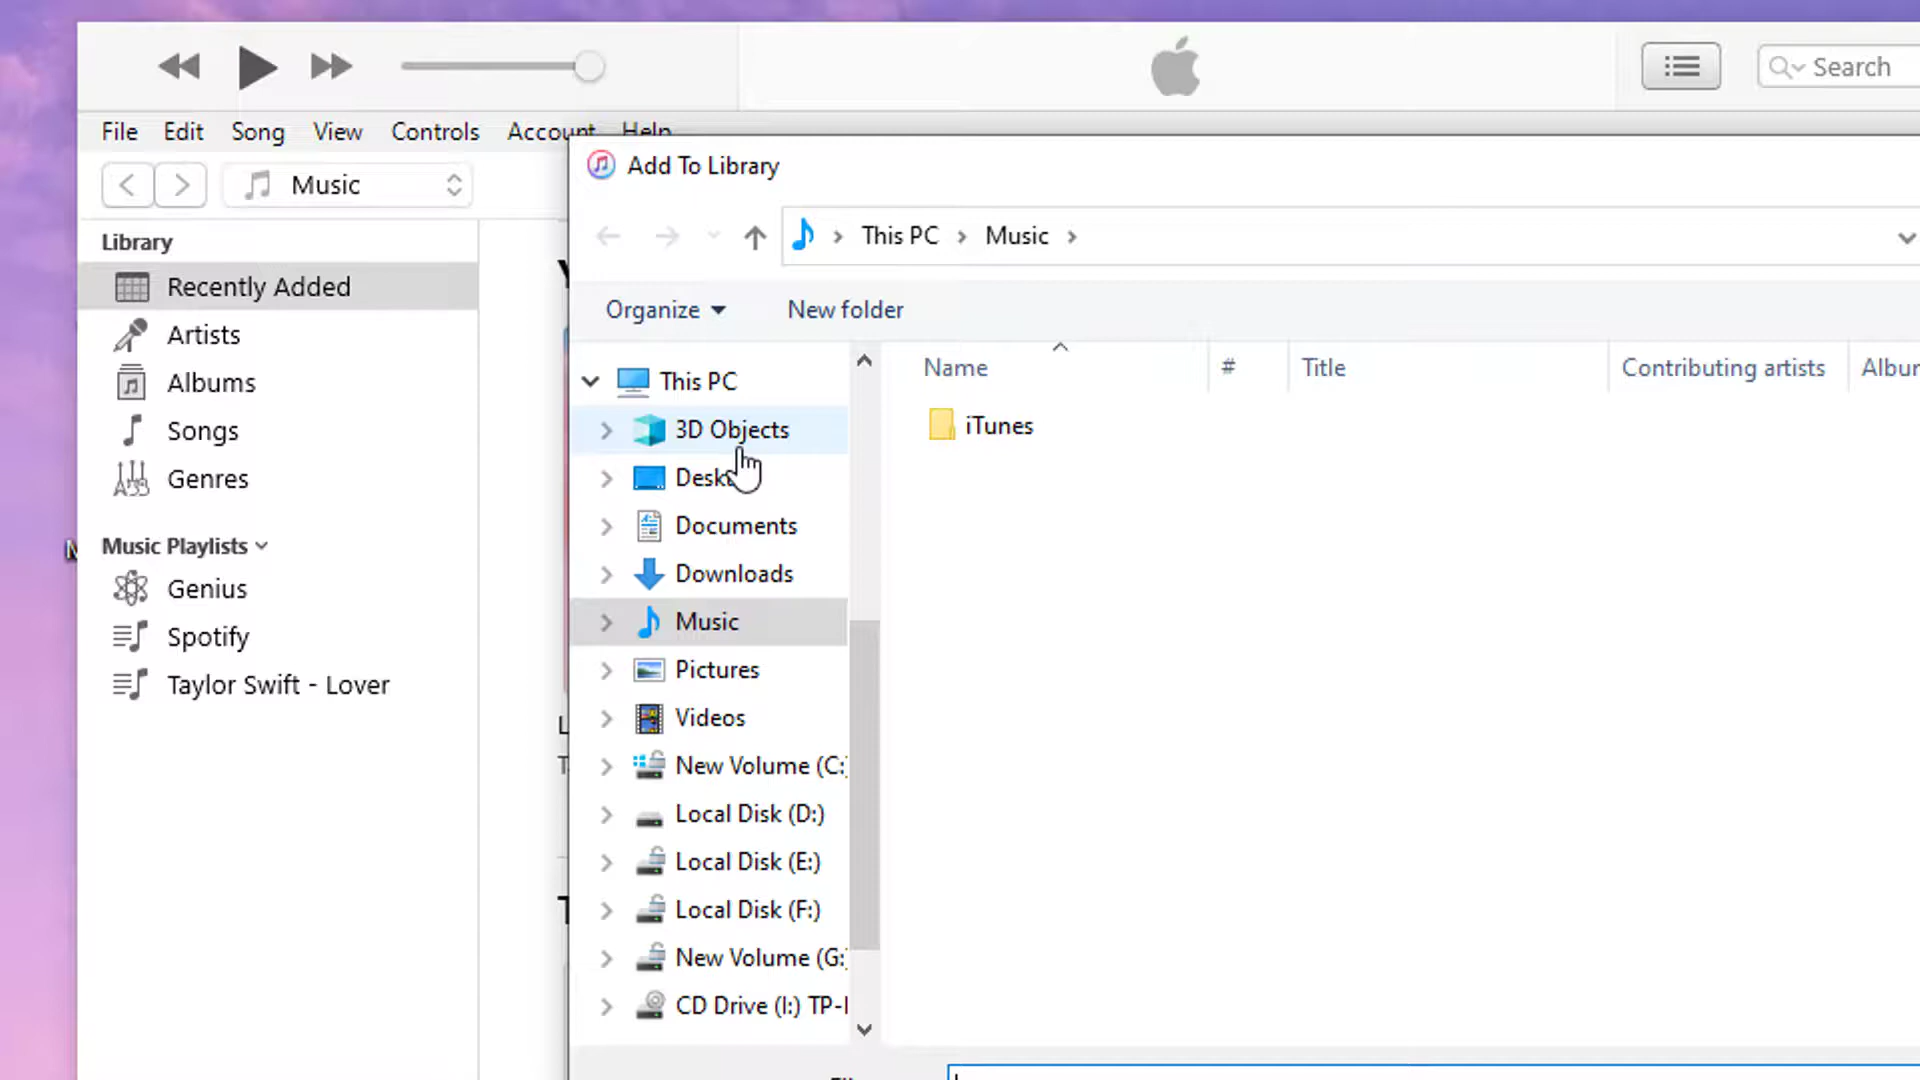 Search
File Edit Song View Controls Account Help
Music
Library
Recently Added
Artists
Albums
Songs
Genres
Music Playlists
Genius
Spotify
Taylor Swift - Lover
Add To Library
This PC Music
Organize New folder
This PC
3D Objects
Documents
Downloads
Music
Pictures
Videos
New Volume (C:
Local Disk (D:)
Local Disk (E:)
Local Disk (F:)
New Volume (G:
CD Drive (I:) TP-
Name # Title Contributing artists
iTunes